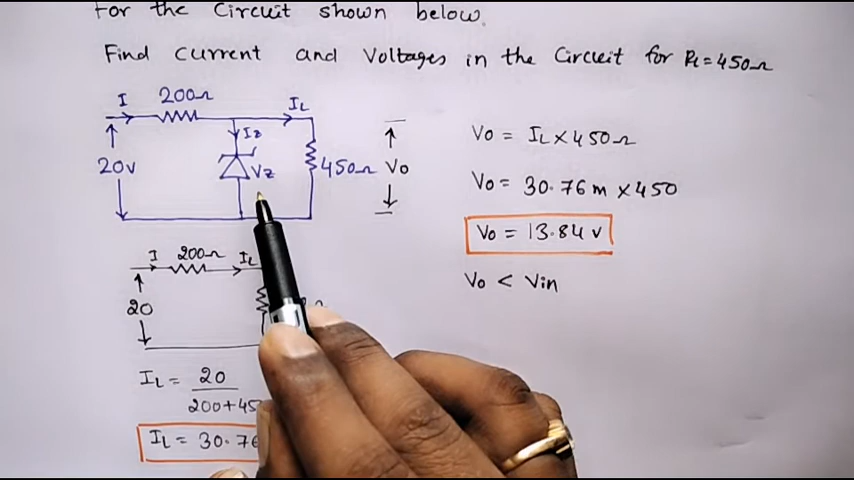 For the Circuit shown below.
Find current and Voltages in the Circuit for RL=450Ω
I 200Ω IL
IZ
20V VZ 450Ω Vo
I 200Ω IL
20
IL = 20
200+45
IL = 30.76
Vo = IL×450Ω
Vo = 30.76m ×450
Vo = 13.84 v
Vo < Vin